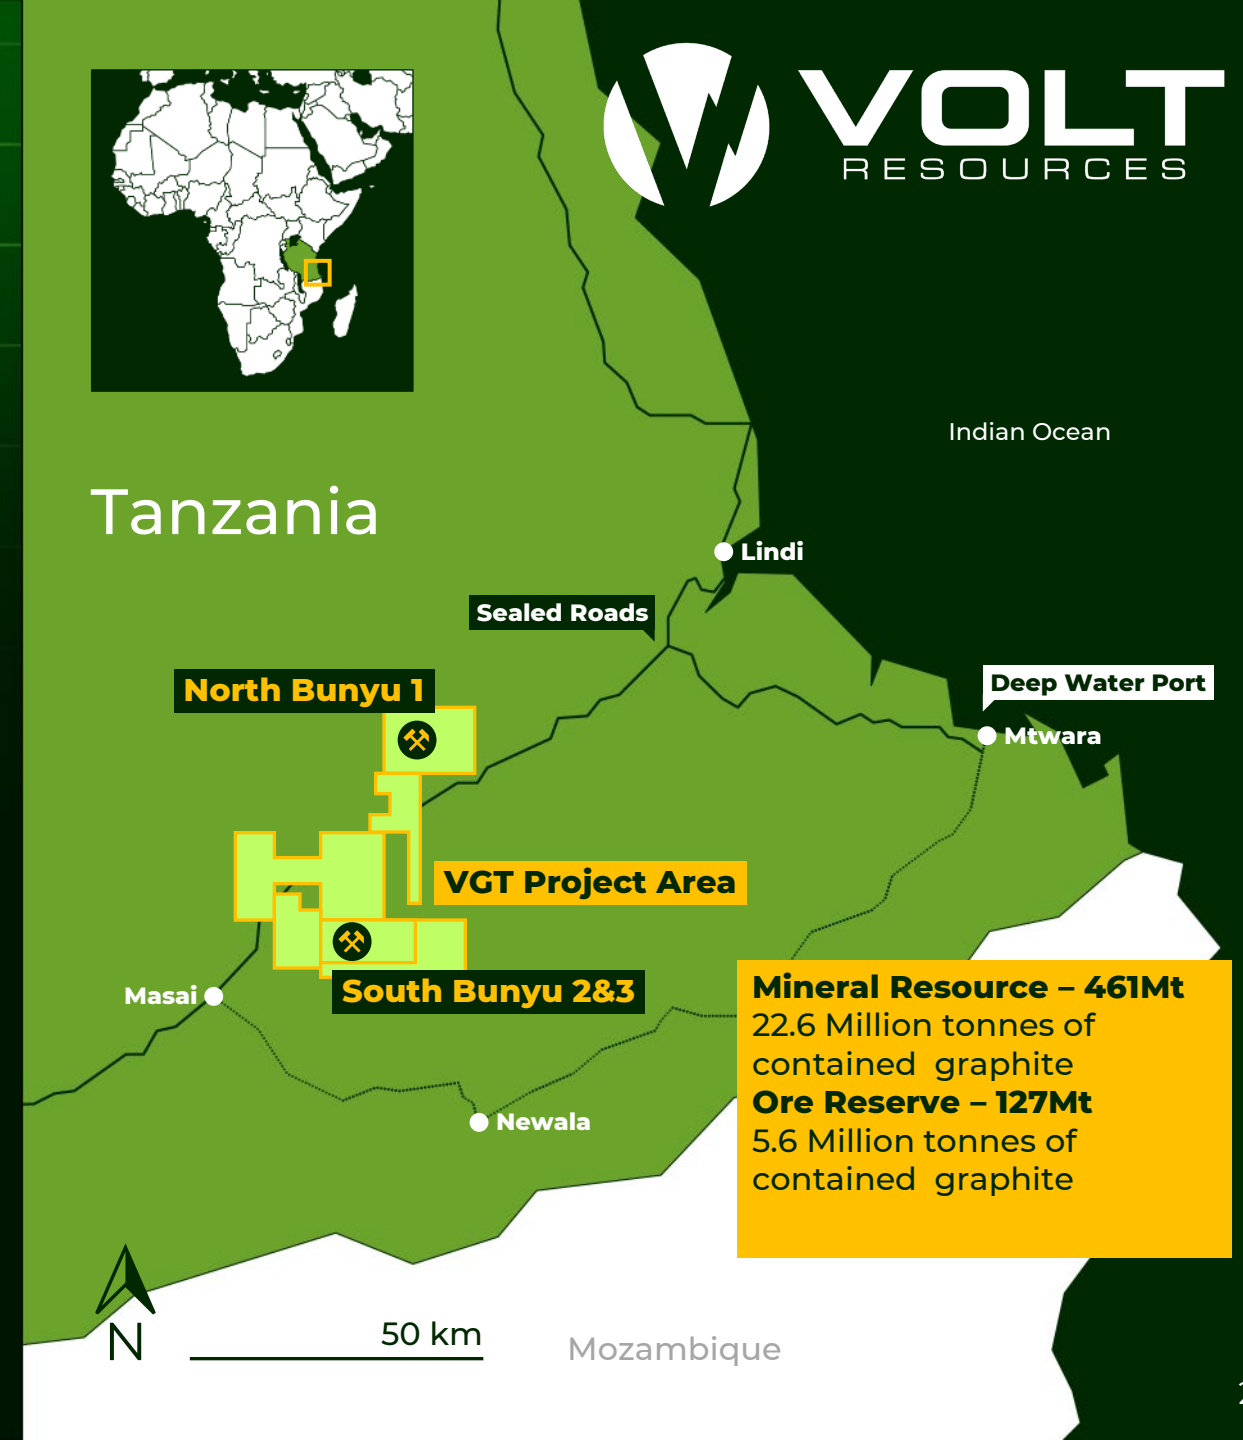 VOLT
RESOURCES
Indian Ocean
Tanzania
Lindi
Sealed Roads
North Bunyu 1
Deep Water Port
Mtwara
VGT Project Area
South Bunyu 2&3
Masai
Mineral Resource – 461Mt
22.6 Million tonnes of
contained graphite
Ore Reserve – 127Mt
5.6 Million tonnes of
contained graphite
Newala
N
50 km
Mozambique